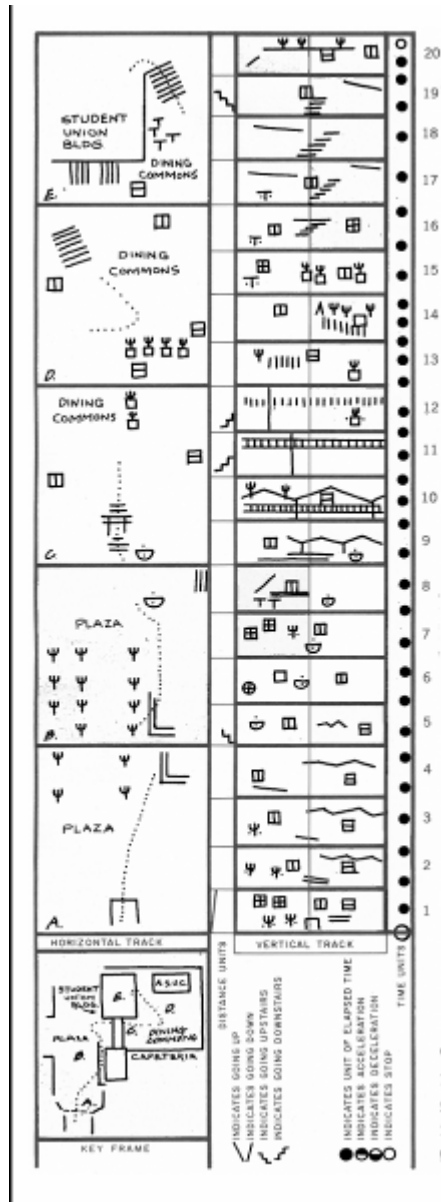 20
19
STUDENT
UNION
BLDG.
18
DINING
COMMONS
17
E.
16
DINING
COMMONS
15
14
D.
13
DINING
COMMONS
12
11
10
C.
9
8
PLAZA
7
6
B.
5
4
PLAZA
3
2
A.
1
HORIZONTAL TRACK
VERTICAL TRACK
DISTANCE UNITS
TIME UNITS
STUDENT
UNION
BLDG.
E.
A.S.U.C.
D.
C.
DINING
COMMONS
PLAZA
B.
CAFETERIA
A.
KEY FRAME
INDICATES GOING UP
INDICATES GOING DOWN
INDICATES GOING UPSTAIRS
INDICATES GOING DOWNSTAIRS
INDICATES UNIT OF ELAPSED TIME
INDICATES ACCELERATION
INDICATES DECELERATION
INDICATES STOP